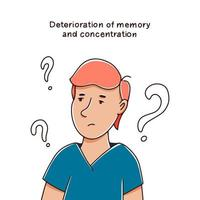 Deterioration of memory
and concentration